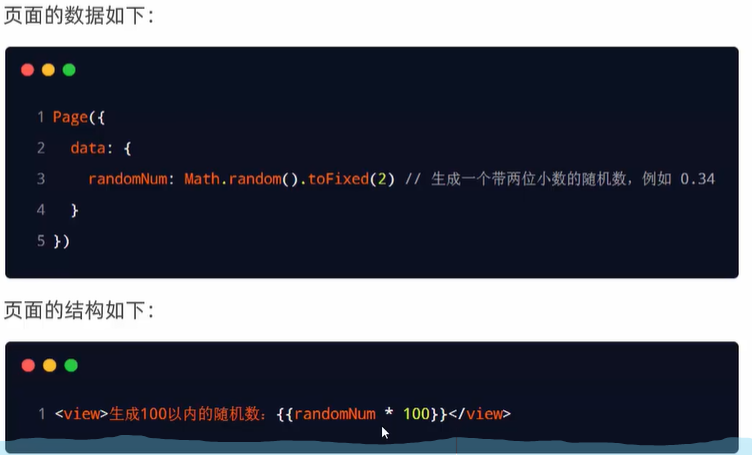 页面的数据如下：
1 Page({
2   data: {
3     randomNum: Math.random().toFixed(2) // 生成一个带两位小数的随机数，例如 0.34
4   }
5 })
页面的结构如下：
1 <view>生成100以内的随机数：{{randomNum * 100}}</view>